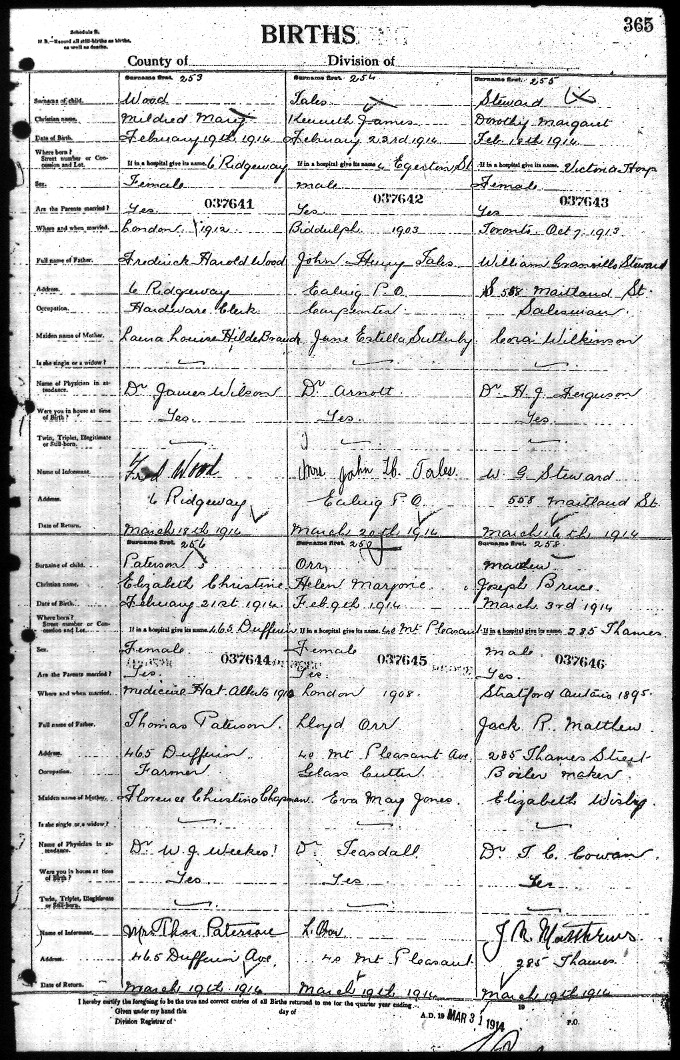 365
Schedule B.
N.B.—Record all still-births as births, as well as deaths.
BIRTHS
County of
Division of
Surname first. 253
Surname first. 254
Surname first. 255
Surname of child.
Wood
Tales
Steward
Christian name.
Mildred Mary
Kenneth James
Dorothy Margaret
Date of Birth.
February 19th 1914
February 23rd 1914
Feb 12th 1914
Where born? Street number or Concession and Lot.
If in a hospital give its name. 6 Ridgeway
If in a hospital give its name. Egerton St
If in a hospital give its name. Victoria Hosp
Sex.
Female
male
Female
037641
037642
037643
Are the Parents married?
Yes
Yes
Yes
Where and when married.
London 1912
Biddulph 1903
Toronto Oct 7, 1913
Full name of Father.
Fredrick Harold Wood
John Henry Tales
William Granville Steward
Address.
6 Ridgeway
Ealing P.O
558 Maitland St.
Occupation.
Hardware Clerk
Carpenter
Salesman
Maiden name of Mother.
Laura Louise HildeBrand
Jane Estella Sutherby
Cora Wilkinson
Is she single or a widow?
Name of Physician in attendance.
Dr James Wilson
Dr Arnott
Dr H. J. Ferguson
Were you in house at time of Birth?
Yes.
Yes.
Yes
Twin, Triplet, Illegitimate or Still-born.
Name of Informant.
Fred Wood
Mrs John H. Tales.
W G Steward
Address
6 Ridgeway
Ealing P.O.
558 Maitland St
Date of Return.
March 18th 1914
March 20th 1914
March 16th 1914
Surname first. 256
Surname first.
Surname first. 258
Surname of child.
Paterson
Orr
Matthew
Christian name.
Elizabeth Christine
Helen Marjorie
Joseph Bruce
Date of Birth.
February 21st 1914
Feb 9th 1914
March 3rd 1914
Where born? Street number or Concession and Lot.
If in a hospital give its name. 465 Dufferin
If in a hospital give its name. 40 Mt Pleasant
If in a hospital give its name. 285 Thames
Sex.
Female
Female
male
037644
037645
037646
Are the Parents married?
Yes.
Yes.
Yes.
Where and when married.
Medicine Hat. Alberta
London 1908.
Stratford Ontario 1895.
Full name of Father.
Thomas Paterson.
Lloyd Orr
Jack R. Matthew
Address.
465 Dufferin
40 Mt Pleasant Ave
285 Thames Street
Occupation.
Farmer
Glass Cutter
Boiler maker
Maiden name of Mother.
Florence Christine Chapman
Eva May Jones.
Elizabeth Wisby
Is she single or a widow?
Name of Physician in attendance.
Dr W. J. Weekes
Dr Teasdall
Dr T. C. Cowan
Were you in house at time of Birth?
Yes.
Yes
Yes
Twin, Triplet, Illegitimate or Still-born.
Name of Informant.
Mrs Thos Paterson
L Orr
J. R. Matthews
Address
465 Dufferin Ave.
40 Mt Pleasant
285 Thames.
Date of Return.
March 19th 1914
March 19th 1914
March 19th 1914
I hereby certify the foregoing to be the true and correct entries of all Births returned to me for the quarter year ending 19
Given under my hand this day of A.D. 19 MAR 31 1914
Division Registrar of P.O.